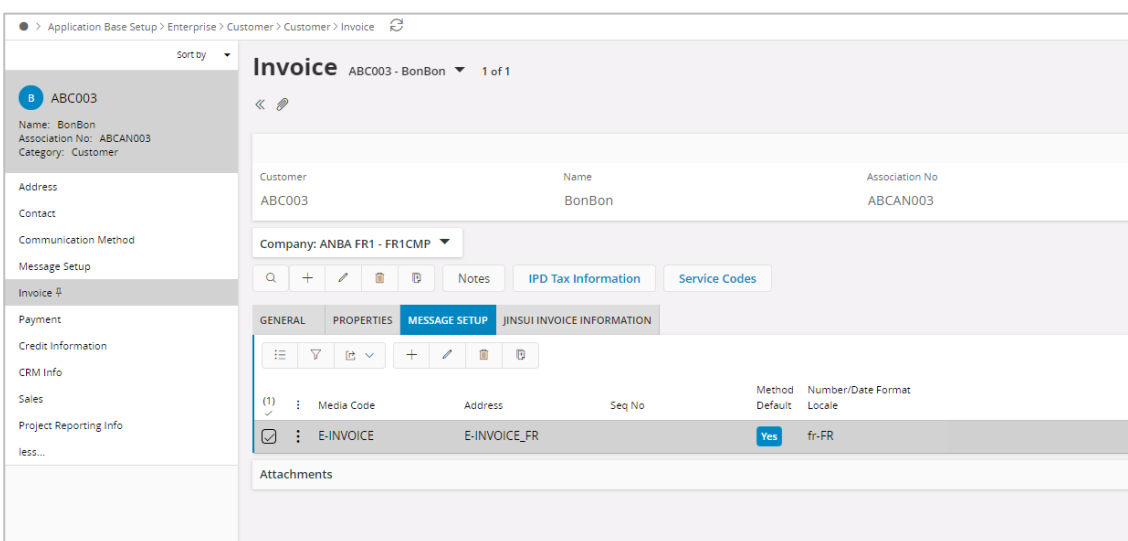 Application Base Setup > Enterprise > Customer > Customer > Invoice
Sort by
B
ABC003
Name: BonBon
Association No: ABCAN003
Category: Customer
Address
Contact
Communication Method
Message Setup
Invoice
Payment
Credit Information
CRM Info
Sales
Project Reporting Info
less...
Invoice ABC003 - BonBon 1 of 1
Customer Name Association No
ABC003 BonBon ABCAN003
Company: ANBA FR1 - FR1CMP
Notes IPD Tax Information Service Codes
GENERAL PROPERTIES MESSAGE SETUP JINSUI INVOICE INFORMATION
(1) Media Code Address Seq No Method Default Number/Date Format Locale
E-INVOICE E-INVOICE_FR Yes fr-FR
Attachments